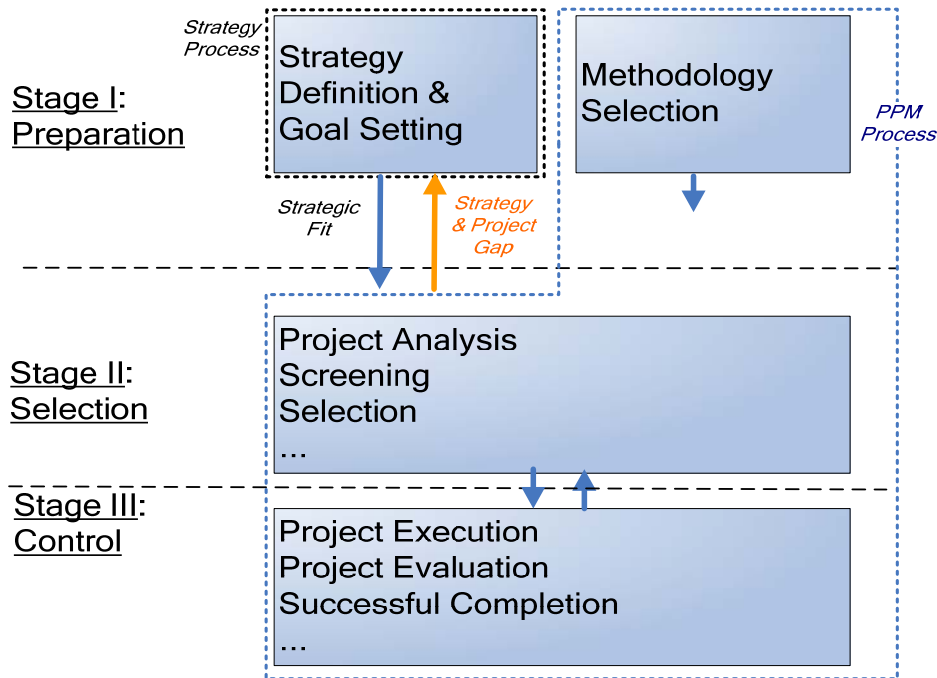 Strategy
Process
Strategy
Definition &
Goal Setting
Methodology
Selection
Stage I:
Preparation
PPM
Process
Strategic
Fit
Strategy
& Project
Gap
Stage II:
Selection
Project Analysis
Screening
Selection
...
Stage III:
Control
Project Execution
Project Evaluation
Successful Completion
...